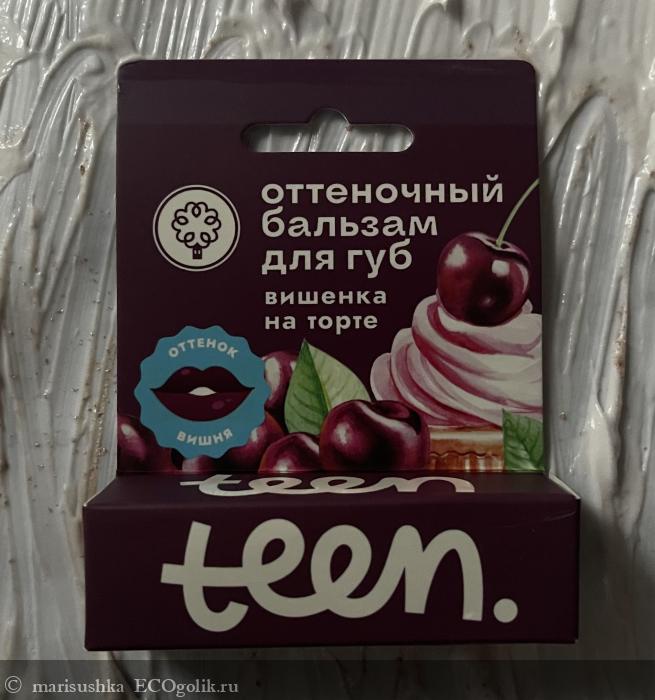 оттеночный
бальзам
для губ
вишенка
на торте
ОТТЕНОК
ВИШНЯ
teen
teen.
© marisushka ECOgolik.ru